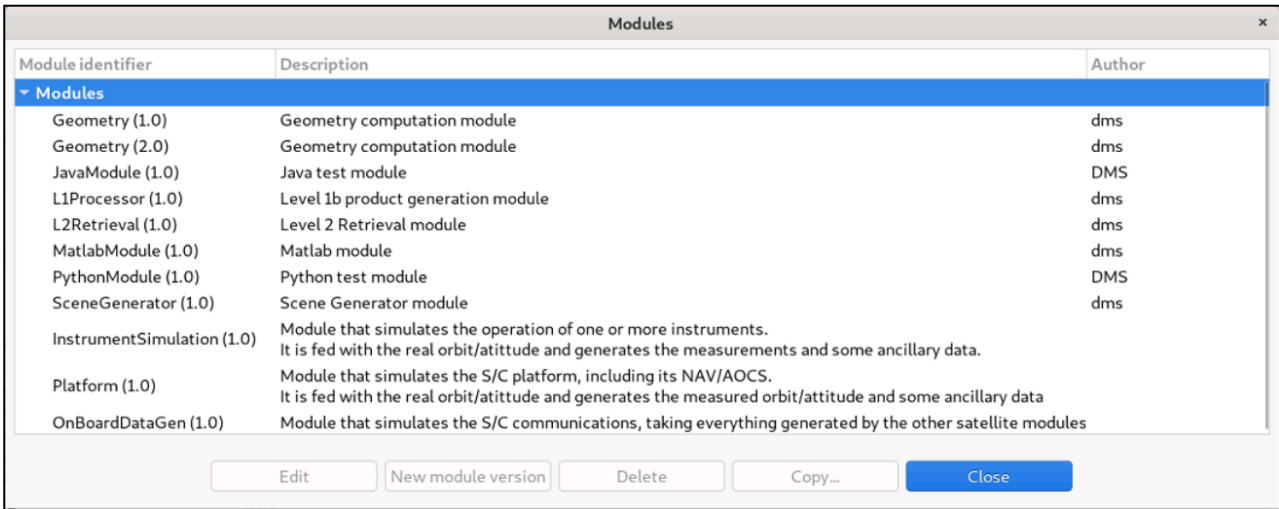 Modules
×
Module identifier Description Author
Modules
Geometry (1.0) Geometry computation module dms
Geometry (2.0) Geometry computation module dms
JavaModule (1.0) Java test module DMS
L1Processor (1.0) Level 1b product generation module dms
L2Retrieval (1.0) Level 2 Retrieval module dms
MatlabModule (1.0) Matlab module dms
PythonModule (1.0) Python test module DMS
SceneGenerator (1.0) Scene Generator module dms
InstrumentSimulation (1.0) Module that simulates the operation of one or more instruments.
It is fed with the real orbit/atittude and generates the measurements and some ancillary data.
Platform (1.0) Module that simulates the S/C platform, including its NAV/AOCS.
It is fed with the real orbit/atittude and generates the measured orbit/attitude and some ancillary data
OnBoardDataGen (1.0) Module that simulates the S/C communications, taking everything generated by the other satellite modules
Edit New module version Delete Copy... Close